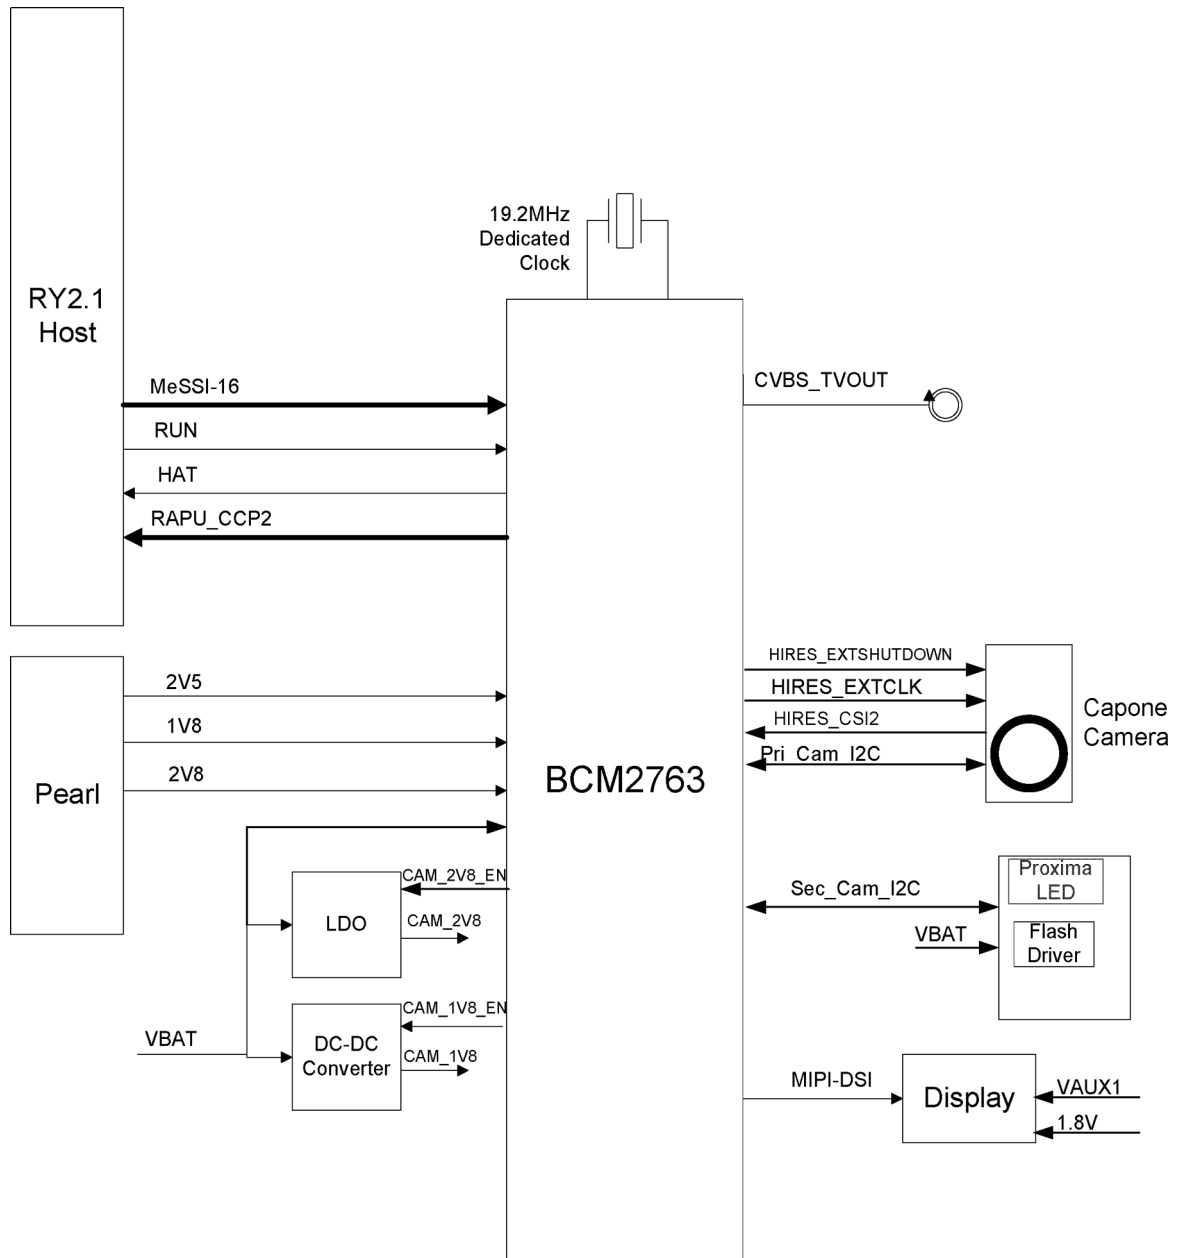 19.2MHz
Dedicated
Clock
RY2.1
Host
MeSSI-16
RUN
HAT
RAPU_CCP2
CVBS_TVOUT
2V5
1V8
2V8
Pearl
BCM2763
HIRES_EXTSHUTDOWN
HIRES_EXTCLK
HIRES_CSI2
Pri_Cam_I2C
Capone
Camera
CAM_2V8_EN
LDO
CAM_2V8
CAM_1V8_EN
VBAT
DC-DC
Converter
CAM_1V8
Sec_Cam_I2C
VBAT
Proxima
LED
Flash
Driver
MIPI-DSI
Display
VAUX1
1.8V